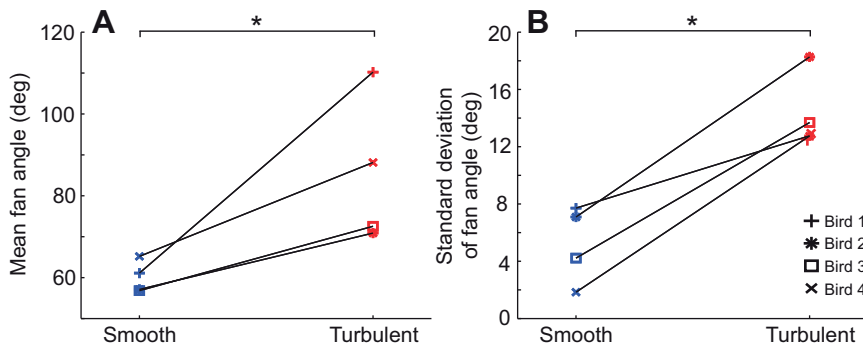 A
*
120
100
80
60
Mean fan angle (deg)
Smooth
Turbulent
B
*
20
16
12
8
4
0
Standard deviation
of fan angle (deg)
Smooth
Turbulent
Bird 1
Bird 2
Bird 3
Bird 4